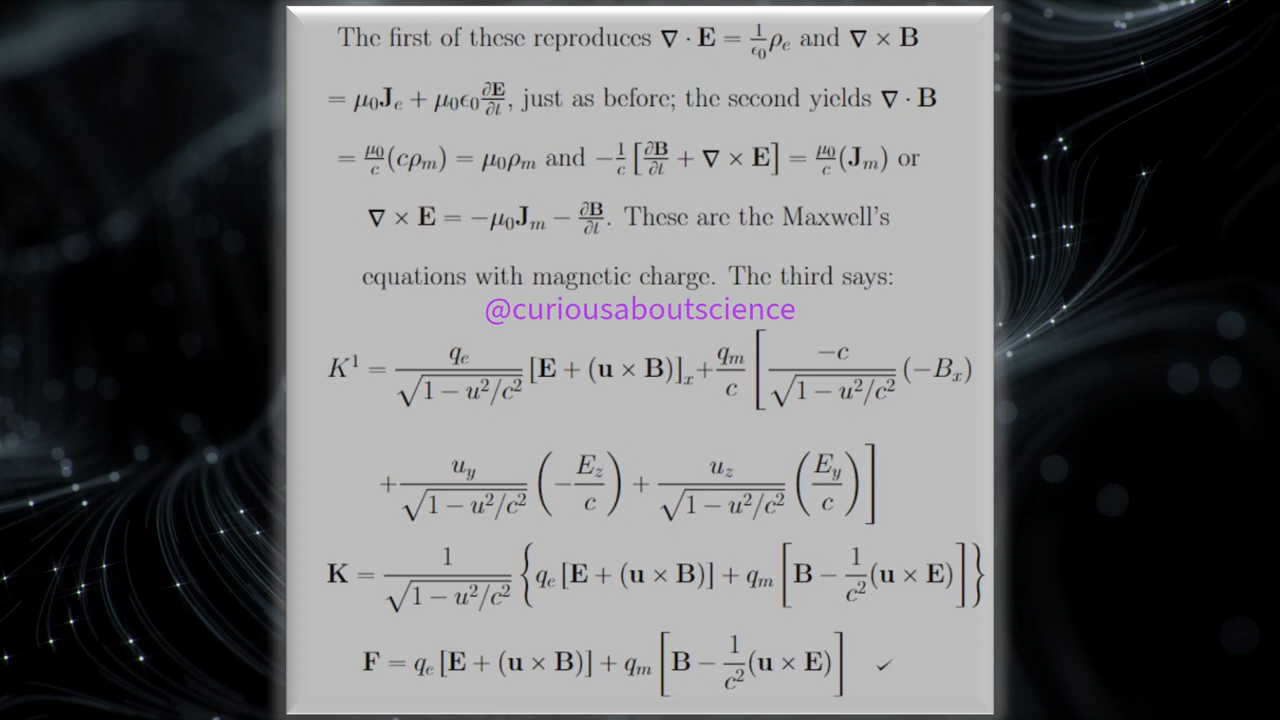 The first of these reproduces ∇ · E = 1/ϵ₀ ρₑ and ∇ × B
= μ₀Jₑ + μ₀ϵ₀ ∂E/∂t, just as before; the second yields ∇ · B
= μ₀/c (cρₘ) = μ₀ρₘ and −1/c [∂B/∂t + ∇ × E] = μ₀/c (Jₘ) or
∇ × E = −μ₀Jₘ − ∂B/∂t. These are the Maxwell's
equations with magnetic charge. The third says:
@curiousaboutscience
K¹ = qₑ/√(1 − u²/c²) [E + (u × B)]ₓ + qₘ/c [ −c/√(1 − u²/c²) (−Bₓ)
+ u_y/√(1 − u²/c²) (−E_z/c) + u_z/√(1 − u²/c²) (E_y/c) ]
K = 1/√(1 − u²/c²) { qₑ [E + (u × B)] + qₘ [B − 1/c² (u × E)] }
F = qₑ [E + (u × B)] + qₘ [B − 1/c² (u × E)] ✓